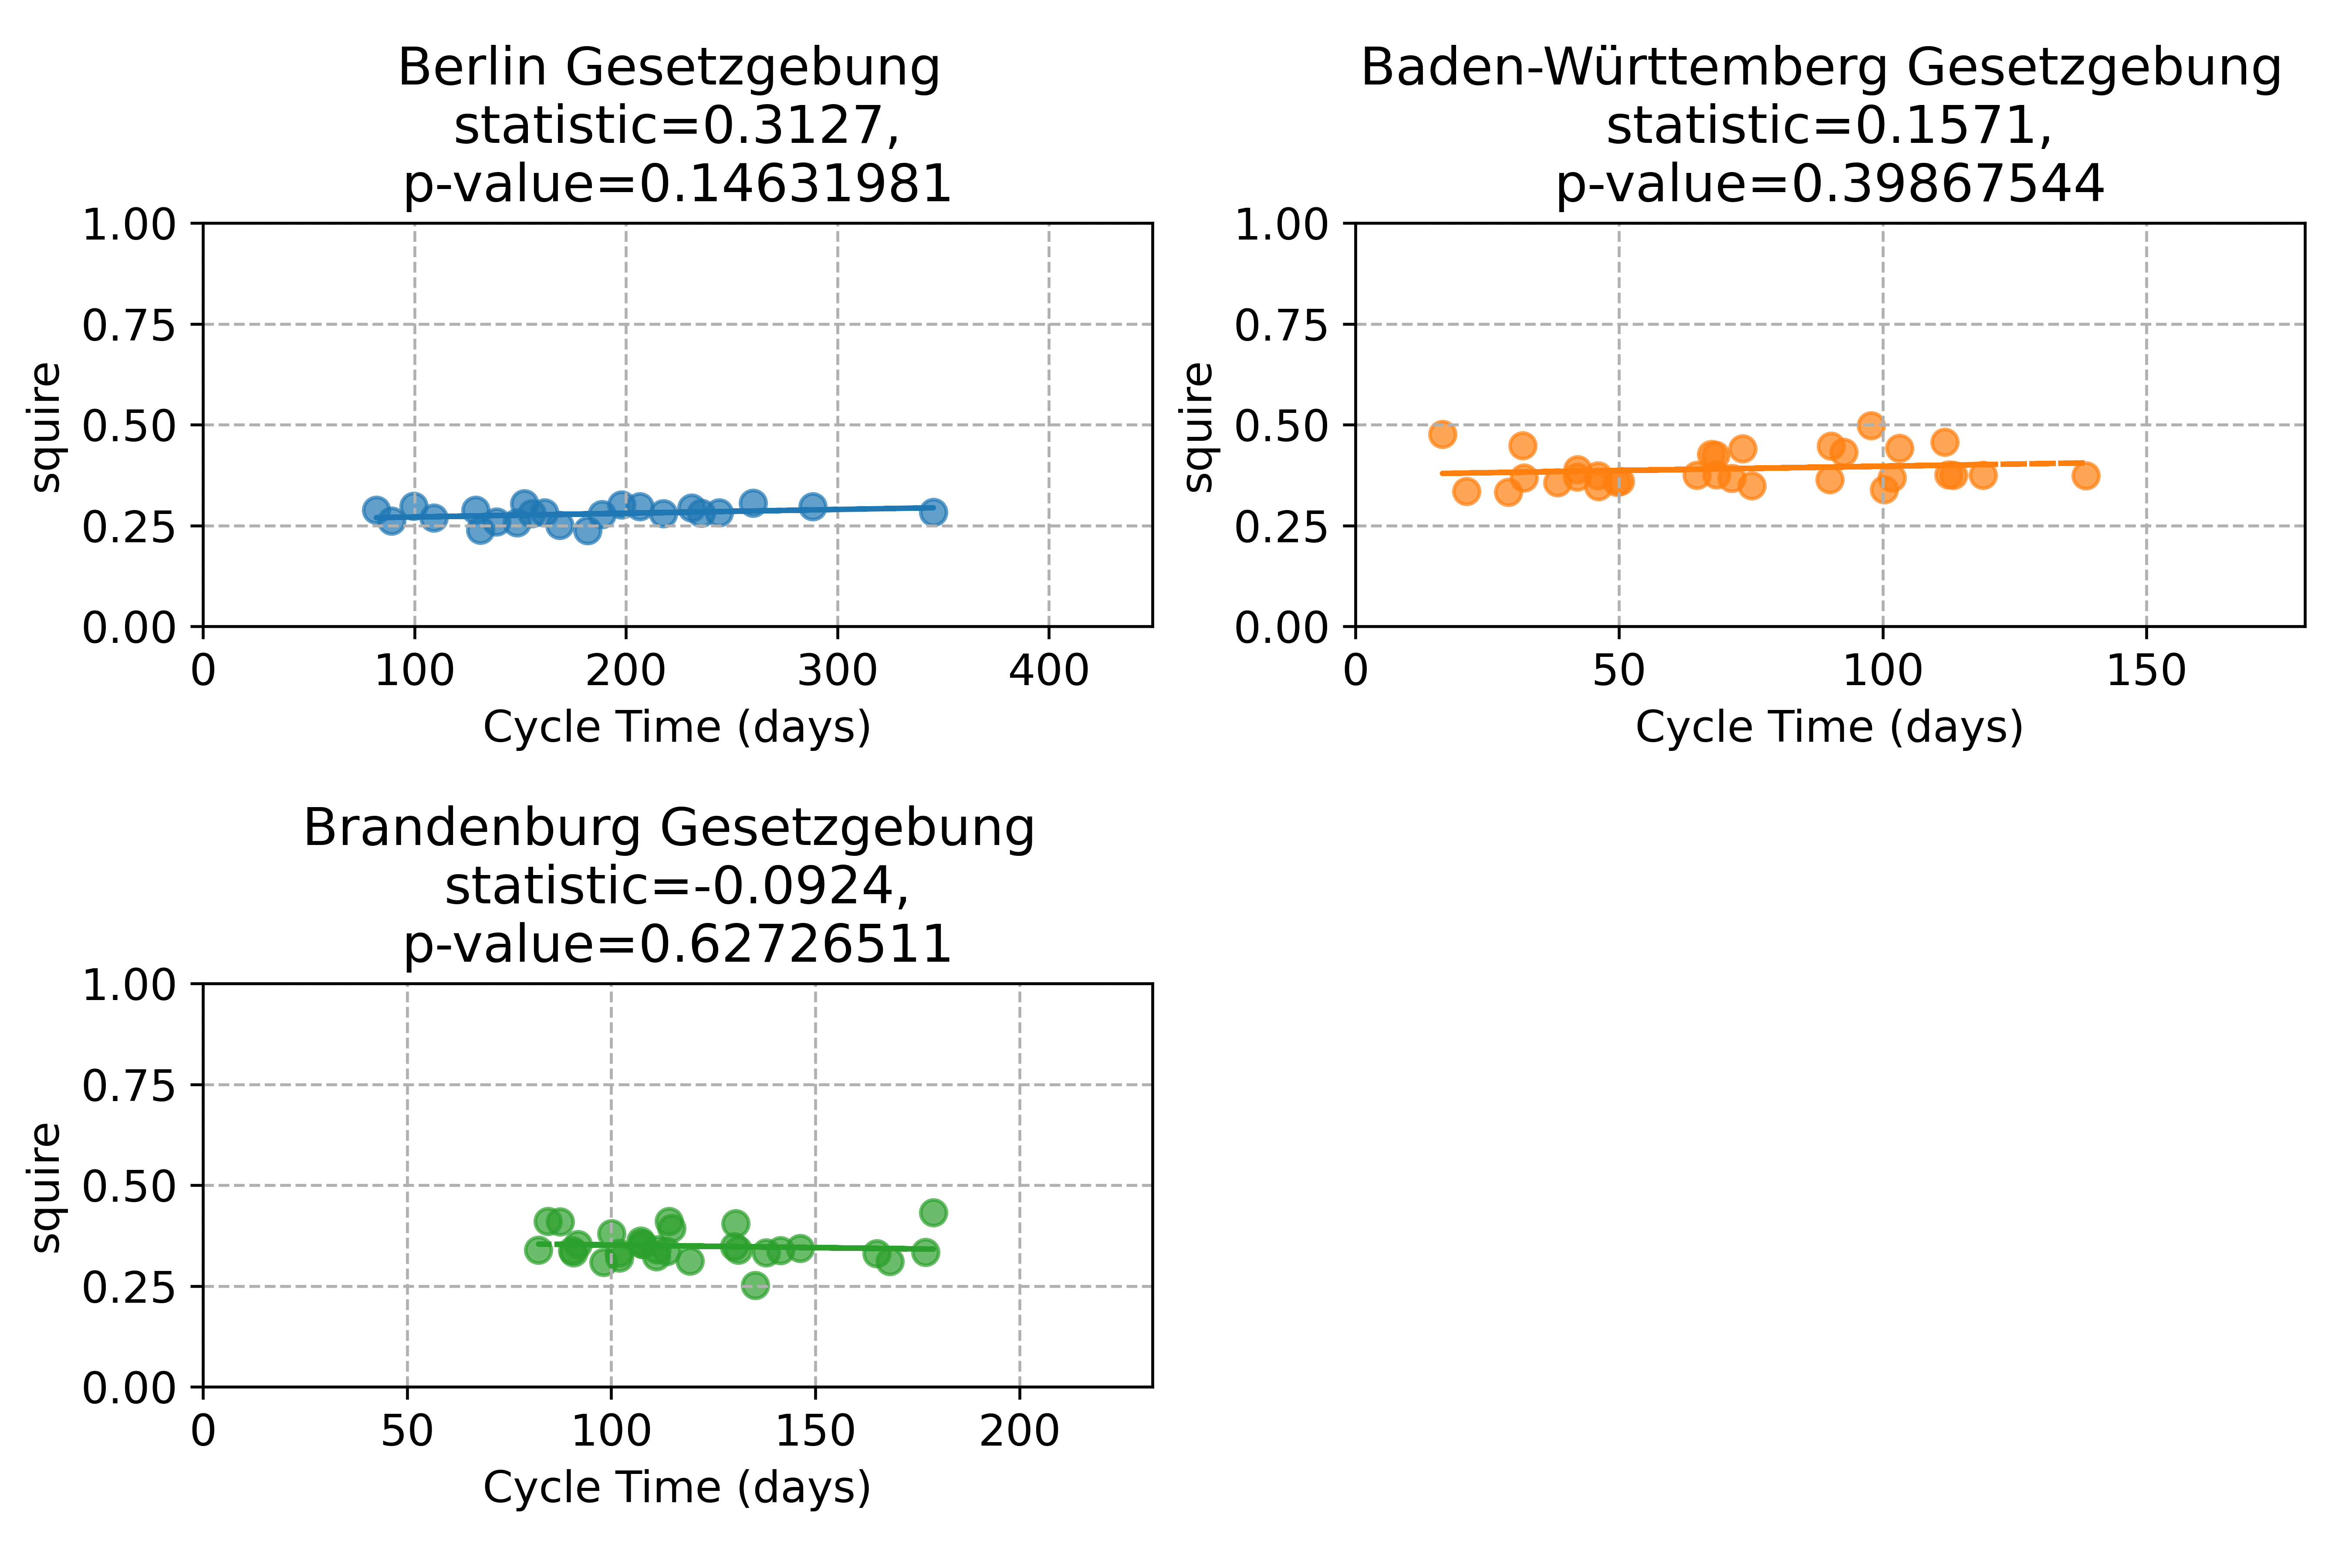 Berlin Gesetzgebung
statistic=0.3127,
p-value=0.14631981
1.00
0.75
0.50
0.25
0.00
squire
0
100
200
300
400
Cycle Time (days)
Baden-Württemberg Gesetzgebung
statistic=0.1571,
p-value=0.39867544
1.00
0.75
0.50
0.25
0.00
squire
0
50
100
150
Cycle Time (days)
Brandenburg Gesetzgebung
statistic=-0.0924,
p-value=0.62726511
1.00
0.75
0.50
0.25
0.00
squire
0
50
100
150
200
Cycle Time (days)